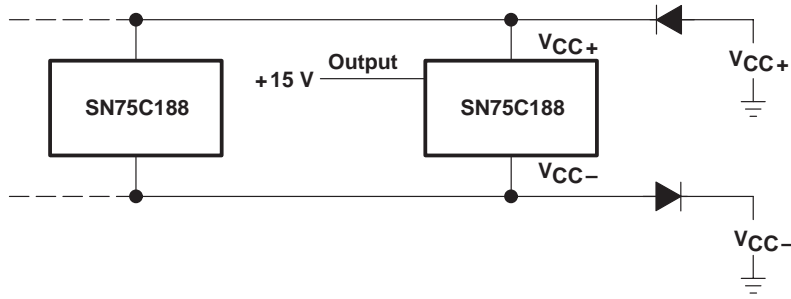 VCC+
VCC+
Output
+15 V
SN75C188
SN75C188
VCC−
VCC−